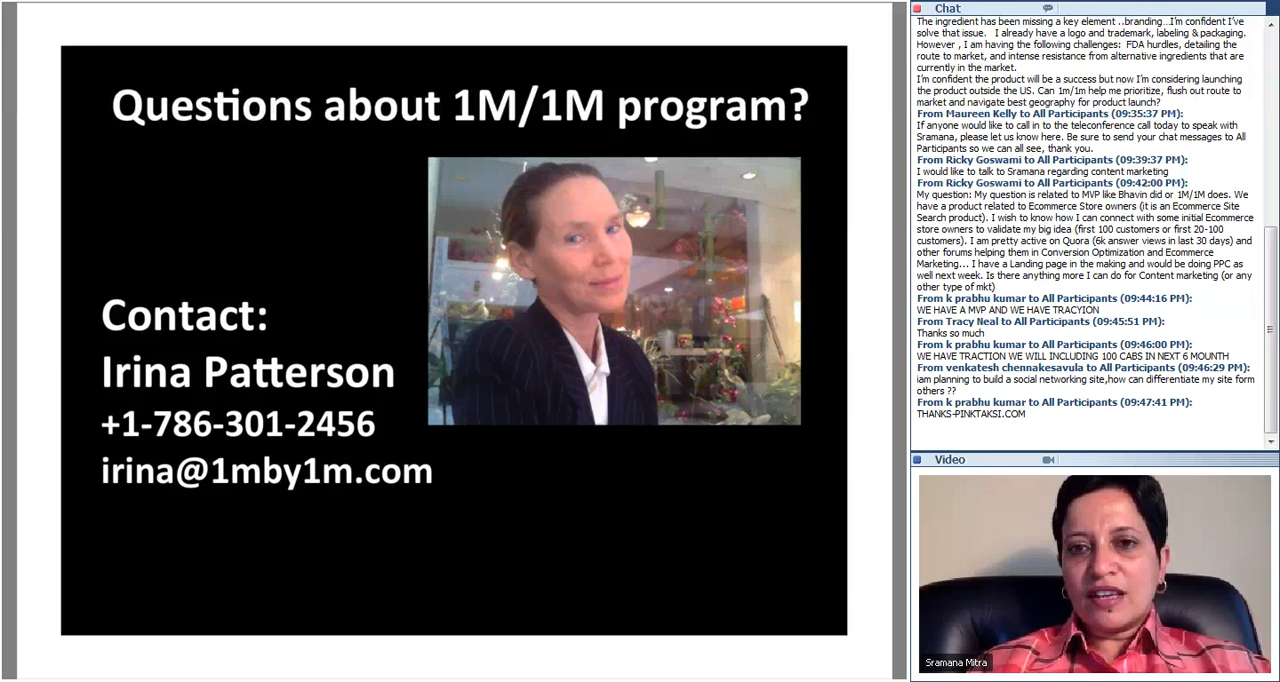 Questions about 1M/1M program?
Contact:
Irina Patterson
+1-786-301-2456
irina@1mby1m.com
Chat
The ingredient has been missing a key element ..branding...I'm confident I've
solve that issue.   I already have a logo and trademark, labeling & packaging.
However , I am having the following challenges:  FDA hurdles, detailing the
route to market, and intense resistance from alternative ingredients that are
currently in the market.
I'm confident the product will be a success but now I'm considering launching
the product outside the US. Can 1m/1m help me prioritize, flush out route to
market and navigate best geography for product launch?
From Maureen Kelly to All Participants (09:35:37 PM):
If anyone would like to call in to the teleconference call today to speak with
Sramana, please let us know here. Be sure to send your chat messages to All
Participants so we can all see, thank you.
From Ricky Goswami to All Participants (09:39:37 PM):
I would like to talk to Sramana regarding content marketing
From Ricky Goswami to All Participants (09:42:00 PM):
My question: My question is related to MVP like Bhavin did or 1M/1M does. We
have a product related to Ecommerce Store owners (it is an Ecommerce Site
Search product). I wish to know how I can connect with some initial Ecommerce
store owners to validate my big idea (first 100 customers or first 20-100
customers). I am pretty active on Quora (6k answer views in last 30 days) and
other forums helping them in Conversion Optimization and Ecommerce
Marketing... I have a Landing page in the making and would be doing PPC as
well next week. Is there anything more I can do for Content marketing (or any
other type of mkt)
From k prabhu kumar to All Participants (09:44:16 PM):
WE HAVE A MVP AND WE HAVE TRACYION
From Tracy Neal to All Participants (09:45:51 PM):
Thanks so much
From k prabhu kumar to All Participants (09:46:00 PM):
WE HAVE TRACTION WE WILL INCLUDING 100 CABS IN NEXT 6 MOUNTH
From venkatesh chennakesavula to All Participants (09:46:29 PM):
iam planning to build a social networking site,how can differentiate my site form
others ??
From k prabhu kumar to All Participants (09:47:41 PM):
THANKS-PINKTAKSI.COM
Video
Sramana Mitra